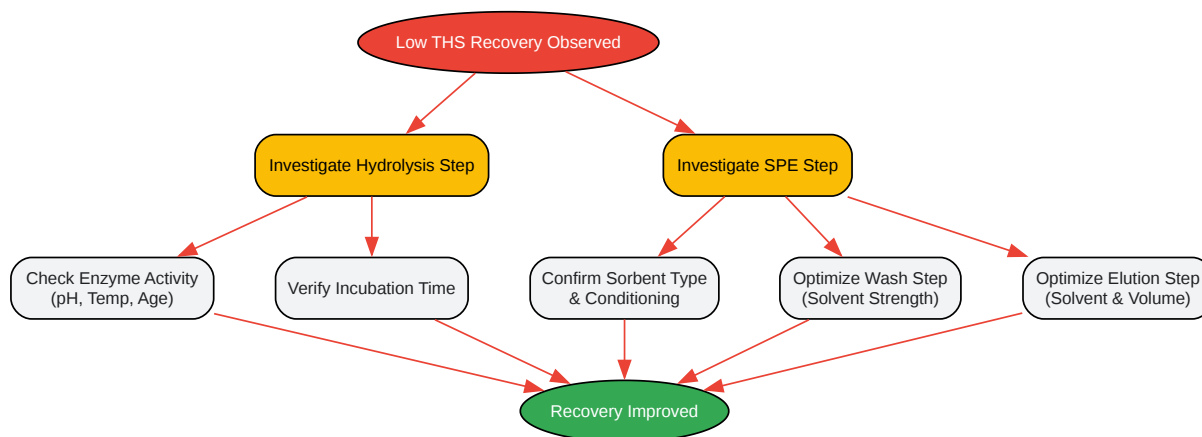 Low THS Recovery Observed
Investigate Hydrolysis Step
Investigate SPE Step
Check Enzyme Activity
(pH, Temp, Age)
Verify Incubation Time
Confirm Sorbent Type
& Conditioning
Optimize Wash Step
(Solvent Strength)
Optimize Elution Step
(Solvent & Volume)
Recovery Improved